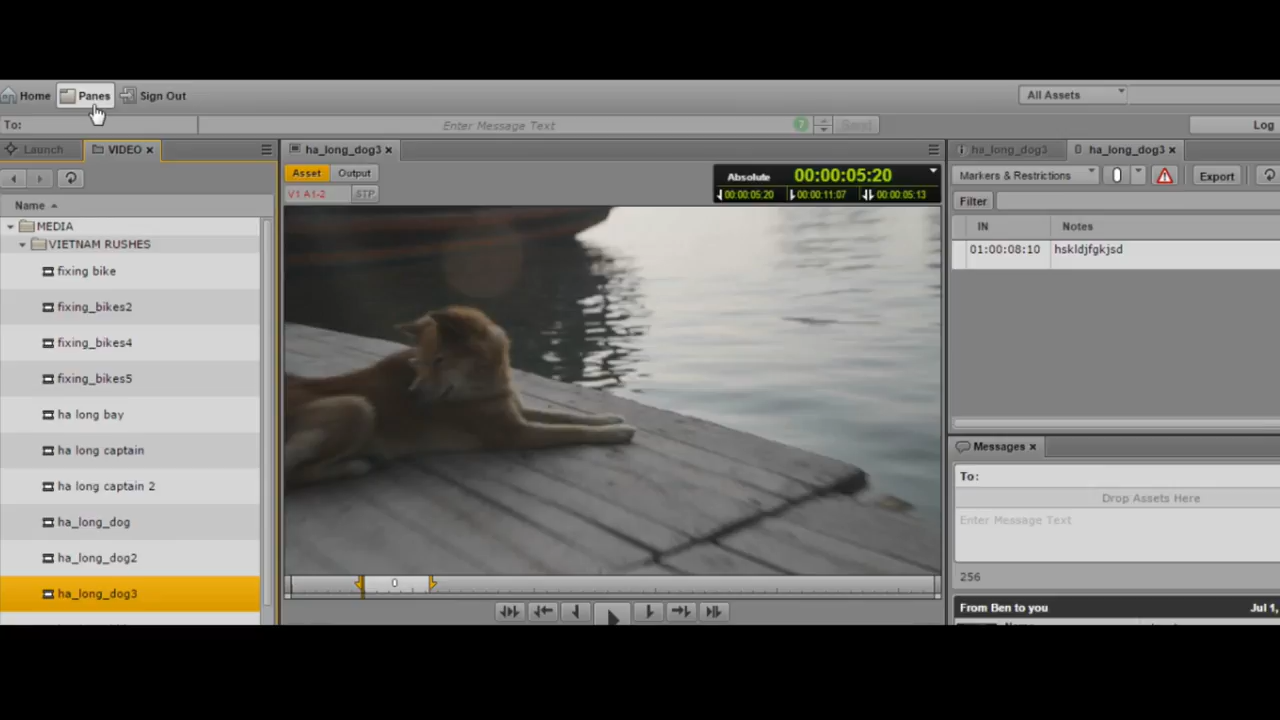 Home Panes Sign Out All Assets
To: Enter Message Text 7 Send Log
Launch VIDEO ha_long_dog3 ha_long_dog3 ha_long_dog3
Asset Output Absolute 00:00:05:20 Markers & Restrictions Export
V1 A1-2 STP 00:00:05:20 00:00:11:07 00:00:05:13
Name Filter
MEDIA IN Notes
VIETNAM RUSHES 01:00:08:10 hskldjfgkjsd
fixing bike
fixing_bikes2
fixing_bikes4
fixing_bikes5
ha long bay
ha long captain
ha long captain 2
ha_long_dog
ha_long_dog2
ha_long_dog3
0
Messages
To:
Drop Assets Here
Enter Message Text
256
From Ben to you Jul 1,